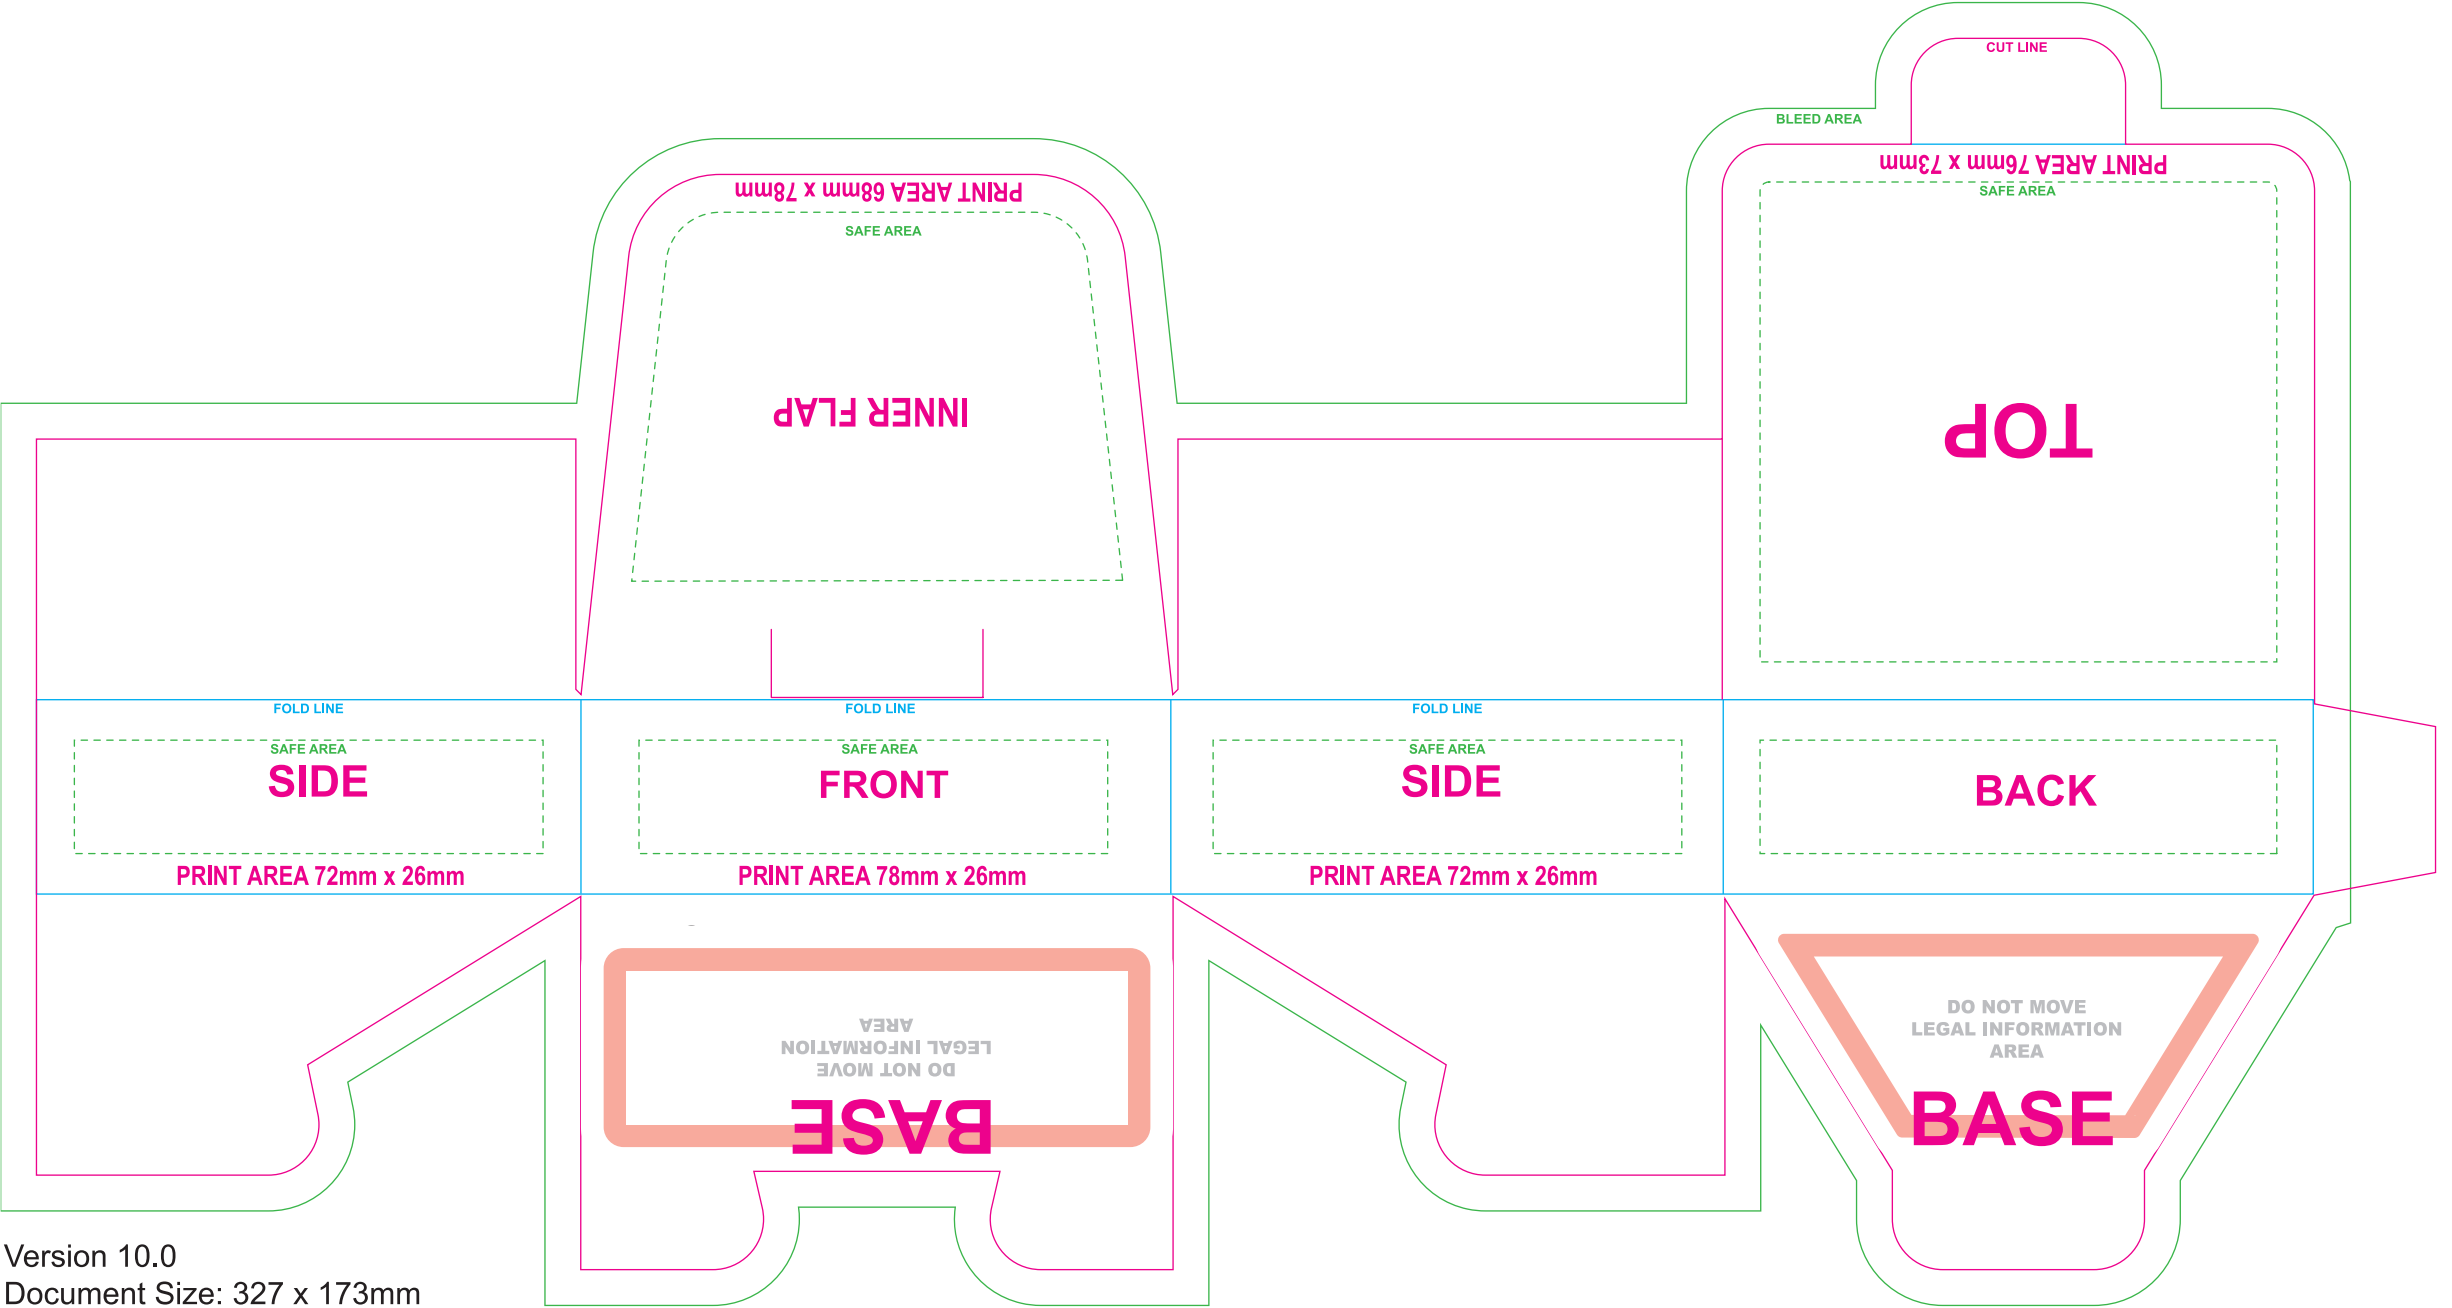 CUT LINE
BLEED AREA
PRINT AREA 76mm x 73mm
SAFE AREA
PRINT AREA 68mm x 78mm
SAFE AREA
INNER FLAP
TOP
FOLD LINE
FOLD LINE
FOLD LINE
SAFE AREA
SIDE
SAFE AREA
FRONT
SAFE AREA
SIDE
BACK
PRINT AREA 72mm x 26mm
PRINT AREA 78mm x 26mm
PRINT AREA 72mm x 26mm
DO NOT MOVE
LEGAL INFORMATION
AREA
BASE
DO NOT MOVE
LEGAL INFORMATION
AREA
BASE
Version 10.0
Document Size: 327 x 173mm